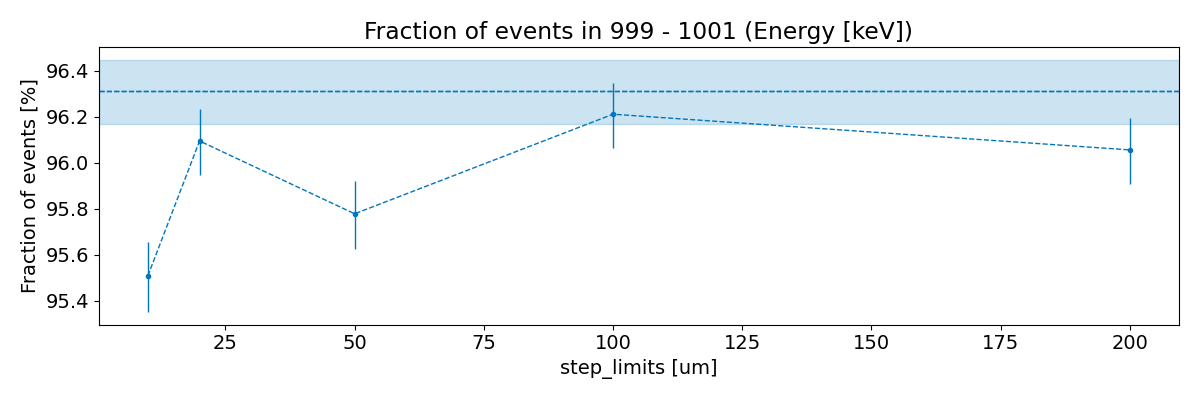 Fraction of events in 999 - 1001 (Energy [keV])
Fraction of events [%]
96.4
96.2
96.0
95.8
95.6
95.4
25 50 75 100 125 150 175 200
step_limits [um]